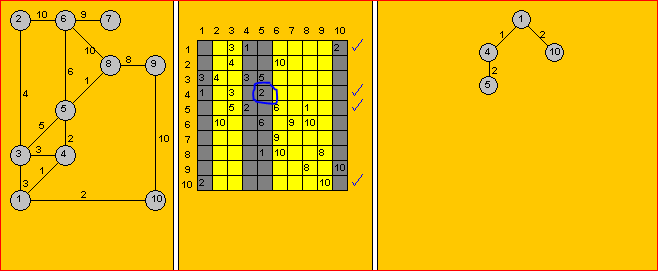 2 10 6 9 7
10
8 8 9
6 1
4
5
5 2 10
3 3 4
1
3 2
1 10
1 2 3 4 5 6 7 8 9 10
1 3 1 2
2 4 10
3 3 4 3 5
4 1 3 2
5 5 2 6 1
6 10 6 9 10
7 9
8 1 10 8
9 8 10
10 2 10
1
1 2
4 10
2
5